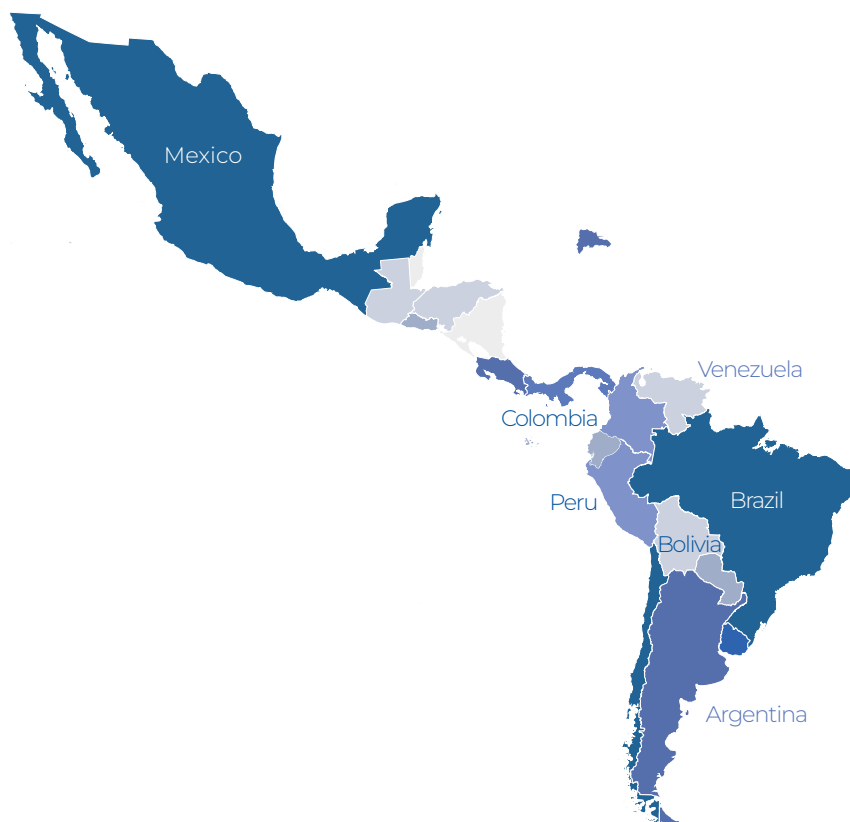 Mexico
Venezuela
Colombia
Brazil
Peru
Bolivia
Argentina